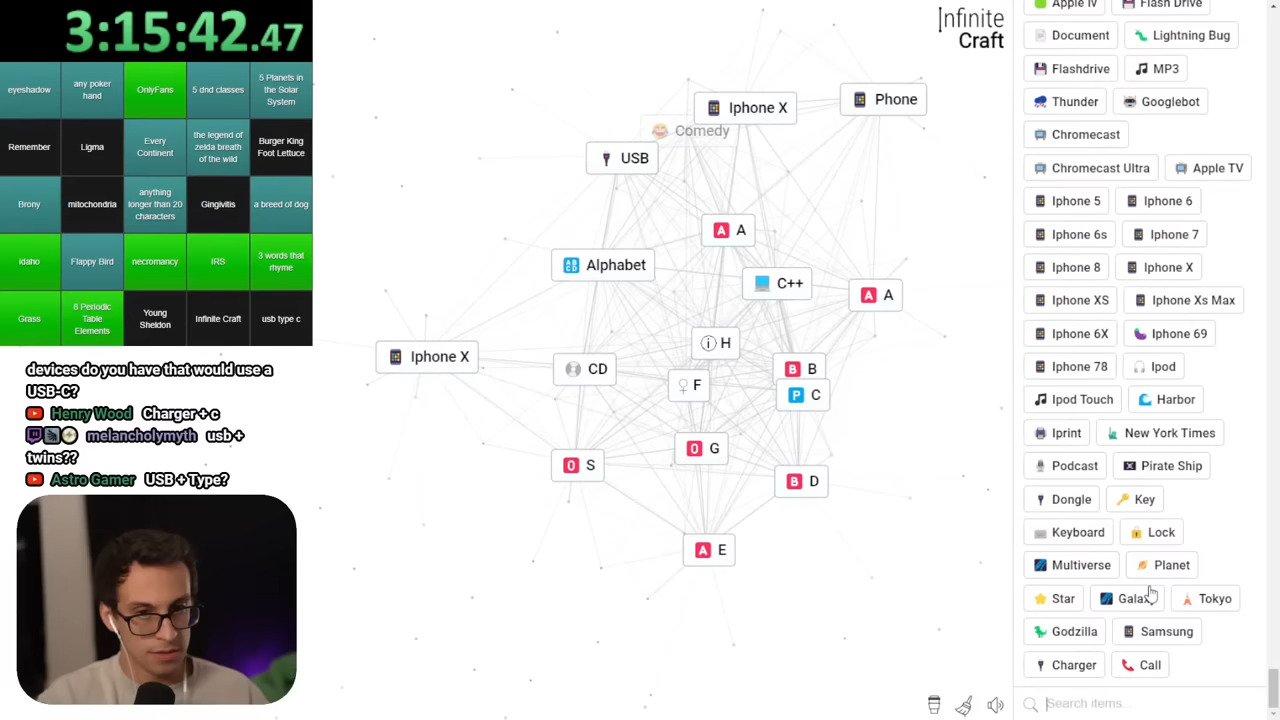 3:15:42.47
eyeshadow
any poker
hand
OnlyFans
5 dnd classes
5 Planets in
the Solar
System
Remember
Ligma
Every
Continent
the legend of
zelda breath
of the wild
Burger King
Foot Lettuce
Brony
mitochondria
anything
longer than 20
characters
Gingivitis
a breed of dog
idaho
Flappy Bird
necromancy
IRS
3 words that
rhyme
Grass
8 Periodic
Table
Elements
Young
Sheldon
Infinite Craft
usb type c
devices do you have that would use a
USB-C?
Henry Wood Charger + c
melancholymyth usb +
twins??
Astro Gamer USB + Type?
Infinite
Craft
Iphone X
Phone
Comedy
USB
A A
Alphabet
C++
A A
H
Iphone X
CD
B B
F
P C
O G
O S
B D
A E
Apple IV Flash Drive
Document Lightning Bug
Flashdrive MP3
Thunder Googlebot
Chromecast
Chromecast Ultra Apple TV
Iphone 5 Iphone 6
Iphone 6s Iphone 7
Iphone 8 Iphone X
Iphone XS Iphone Xs Max
Iphone 6X Iphone 69
Iphone 78 Ipod
Ipod Touch Harbor
Iprint New York Times
Podcast Pirate Ship
Dongle Key
Keyboard Lock
Multiverse Planet
Star Tokyo
Godzilla Samsung
Charger Call
Search items...